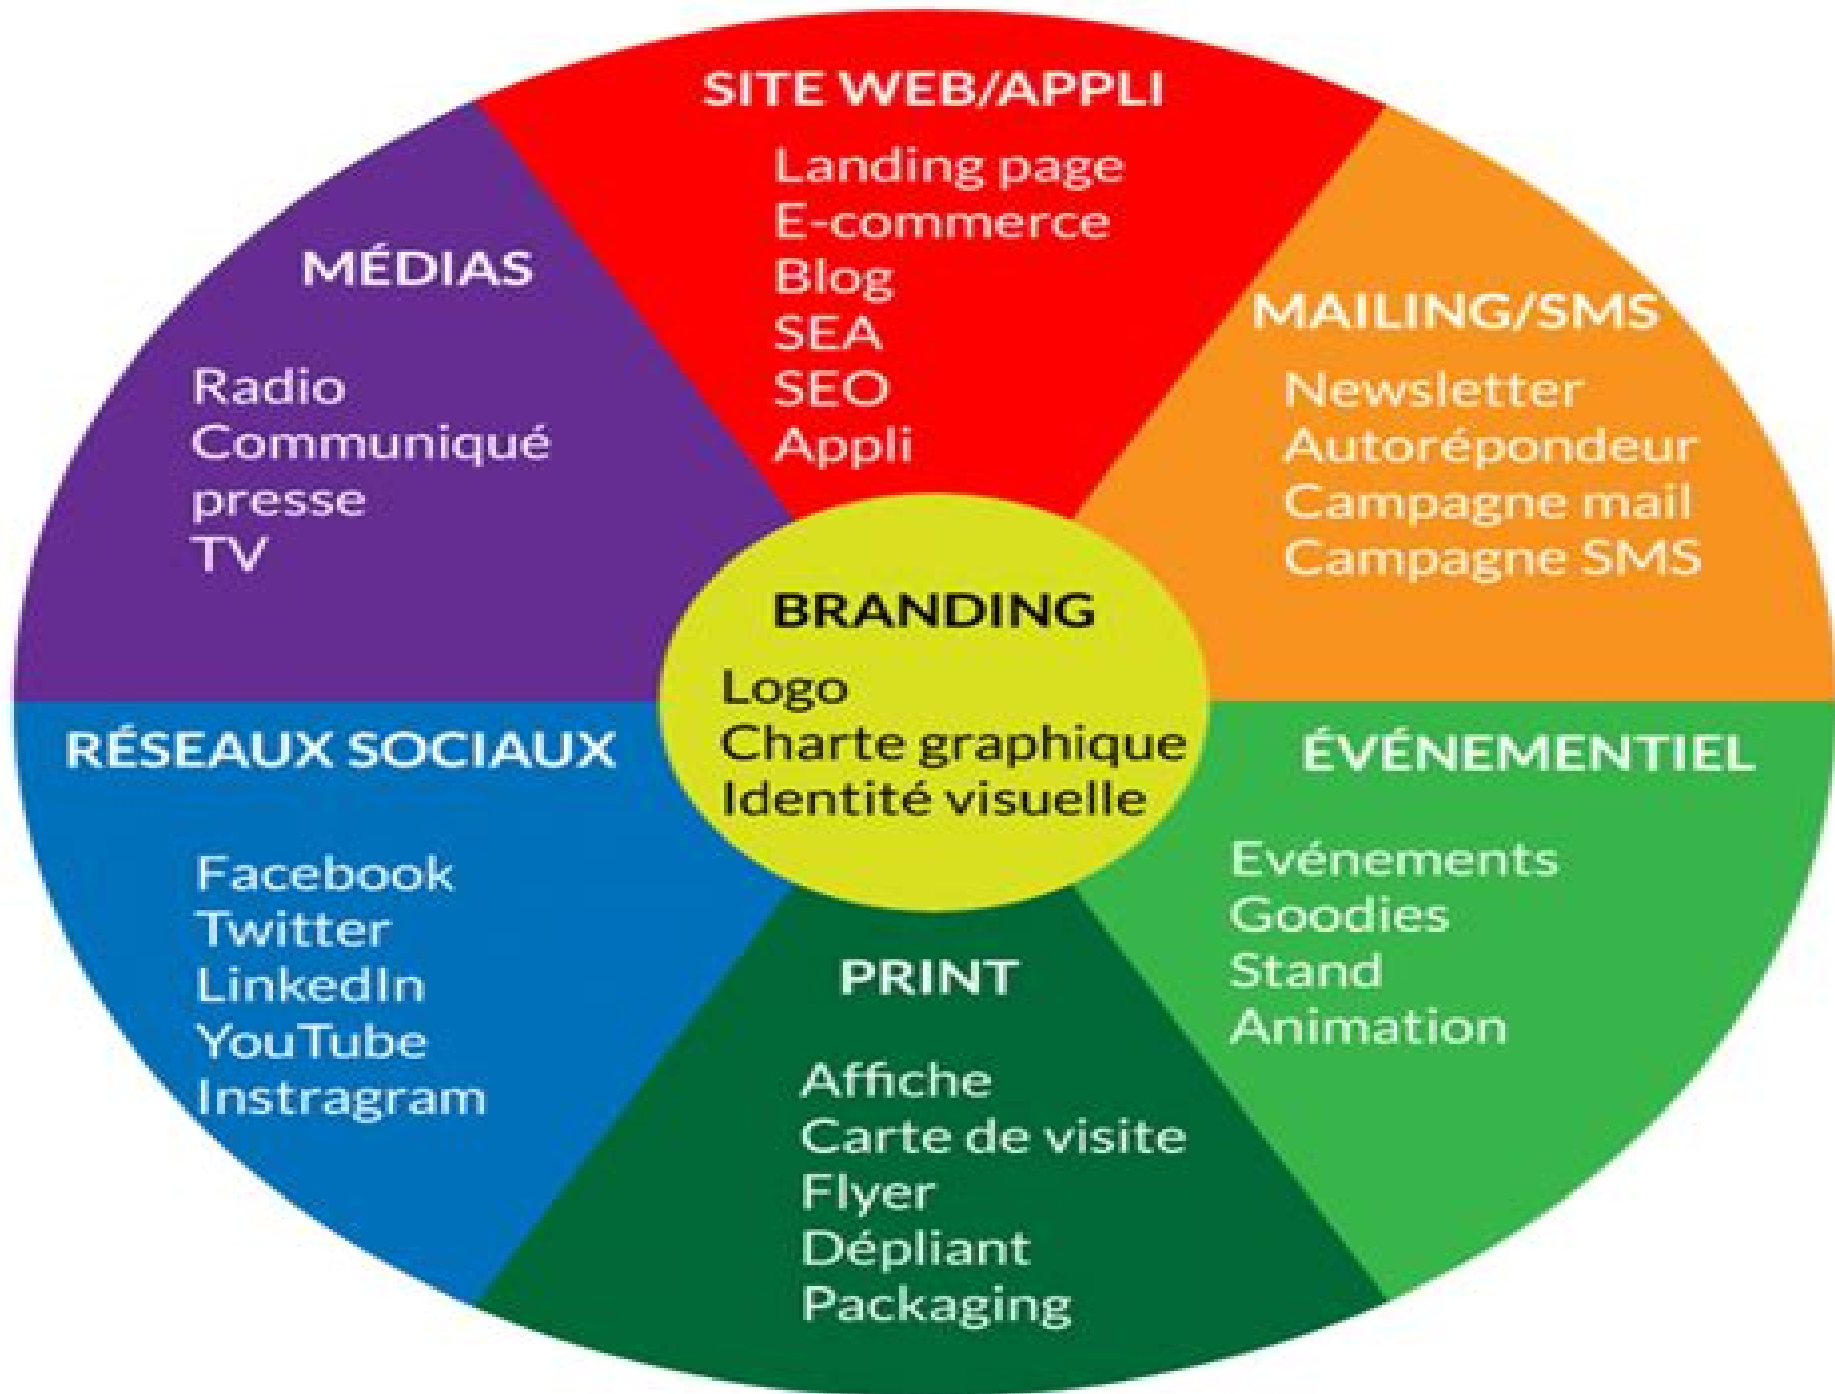 SITE WEB/APPLI
Landing page
E-commerce
Blog
SEA
SEO
Appli
MAILING/SMS
Newsletter
Autorépondeur
Campagne mail
Campagne SMS
ÉVÉNEMENTIEL
Evénements
Goodies
Stand
Animation
PRINT
Affiche
Carte de visite
Flyer
Dépliant
Packaging
RÉSEAUX SOCIAUX
Facebook
Twitter
LinkedIn
YouTube
Instragram
MÉDIAS
Radio
Communiqué
presse
TV
BRANDING
Logo
Charte graphique
Identité visuelle